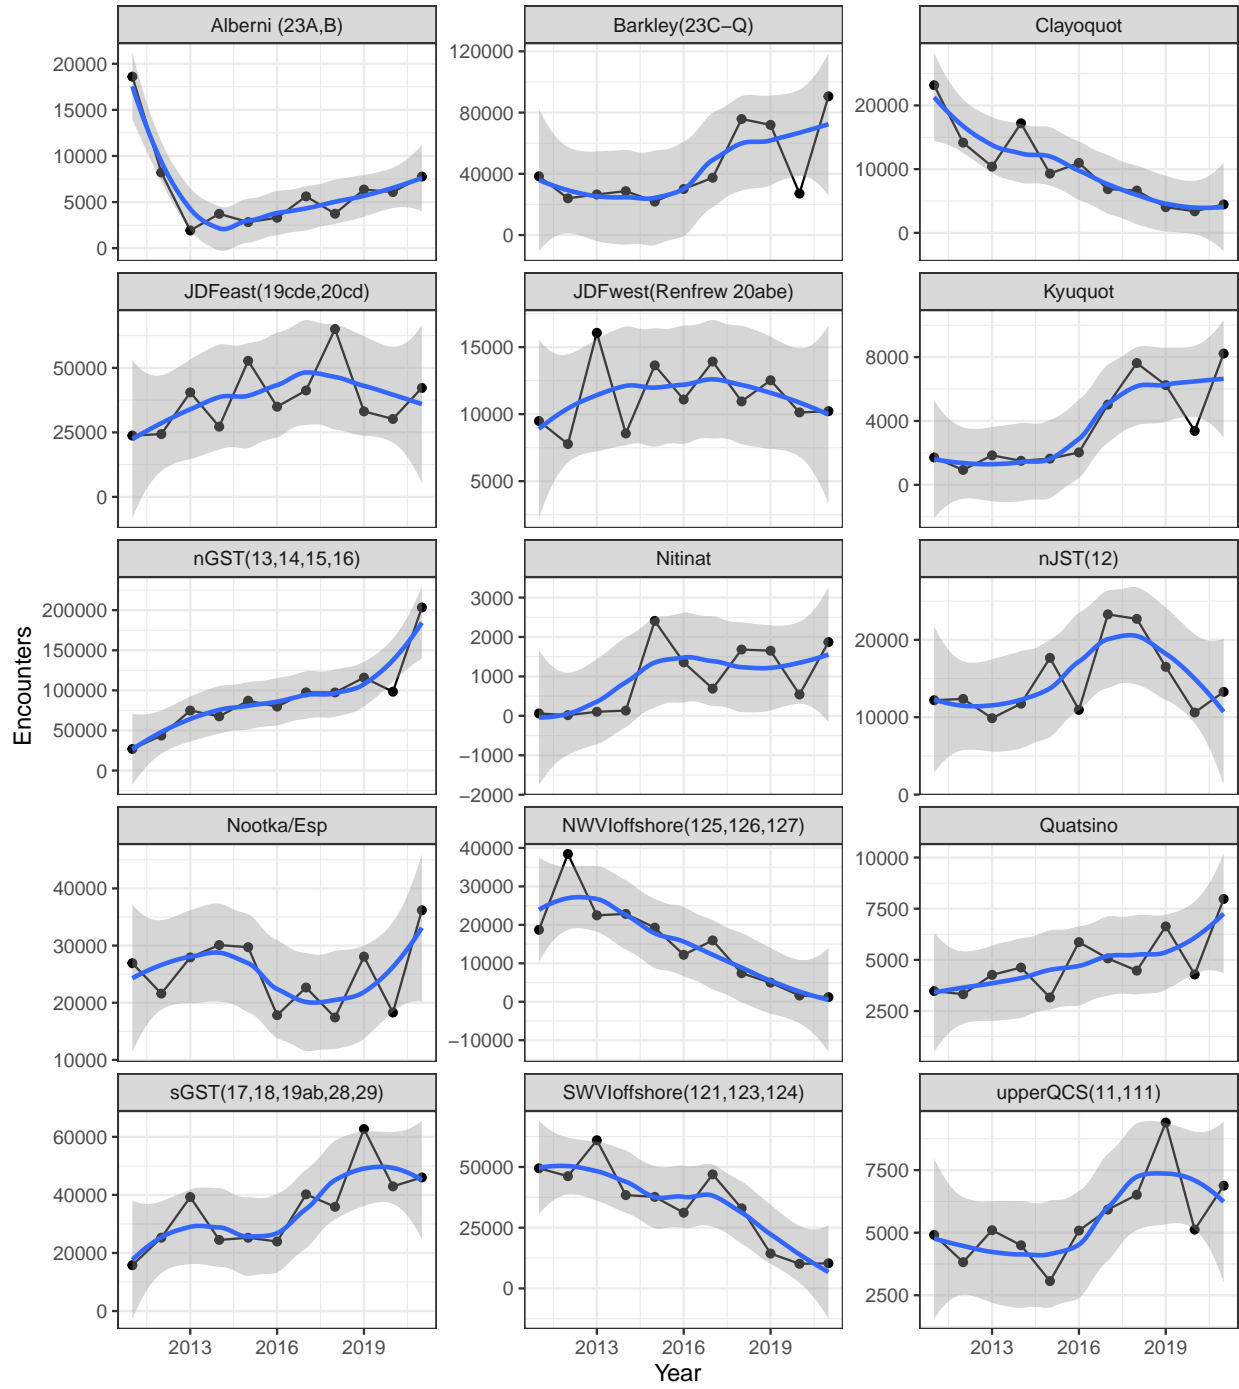 Alberni (23A,B)
Barkley(23C−Q)
Clayoquot
20000
15000
10000
5000
0
120000
80000
40000
0
20000
10000
0
JDFeast(19cde,20cd)
JDFwest(Renfrew 20abe)
Kyuquot
50000
25000
0
15000
10000
5000
8000
4000
0
nGST(13,14,15,16)
Nitinat
nJST(12)
200000
150000
100000
50000
0
3000
2000
1000
0
−1000
−2000
20000
10000
0
Encounters
Nootka/Esp
NWVIoffshore(125,126,127)
Quatsino
40000
30000
20000
10000
40000
30000
20000
10000
0
−10000
10000
7500
5000
2500
sGST(17,18,19ab,28,29)
SWVIoffshore(121,123,124)
upperQCS(11,111)
60000
40000
20000
0
50000
25000
0
7500
5000
2500
2013 2016 2019
2013 2016 2019
2013 2016 2019
Year